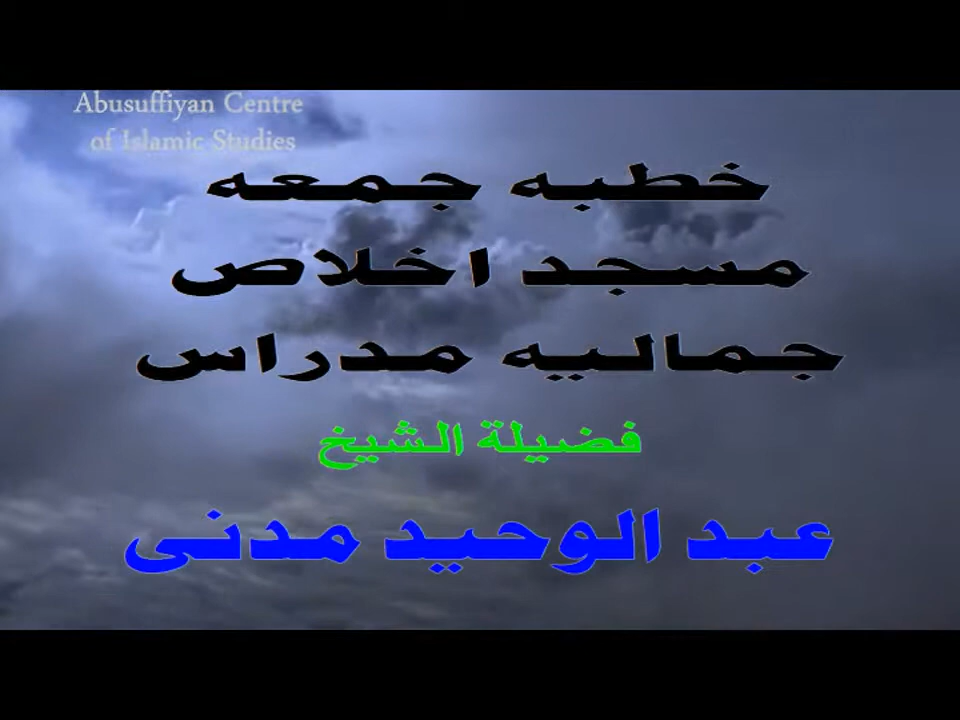 Abusuffiyan Centre
of Islamic Studies
خطبه جمعه
مسجد اخلاص
جماليه مدراس
فضيلة الشيخ
عبد الوحيد مدنى